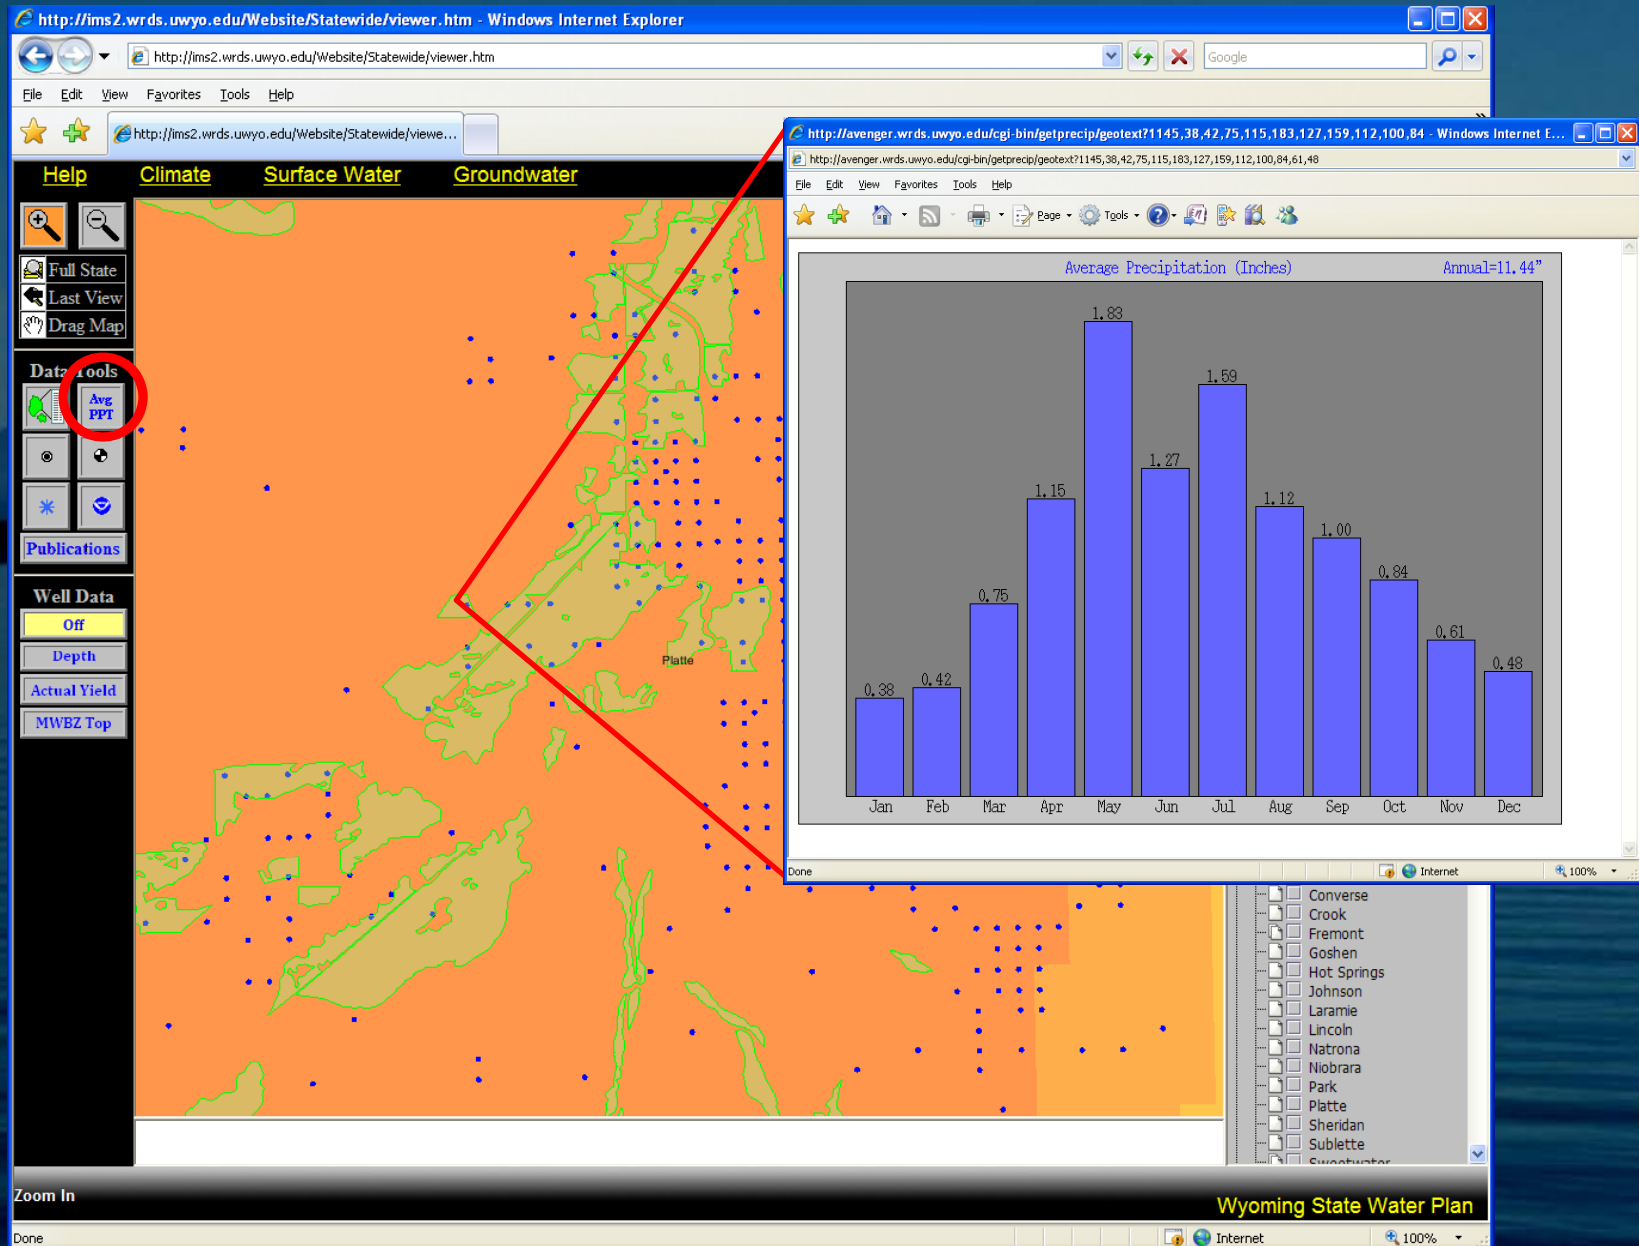 http://ims2.wrds.uwyo.edu/Website/Statewide/viewer.htm - Windows Internet Explorer
http://ims2.wrds.uwyo.edu/Website/Statewide/viewer.htm
Google
File Edit View Favorites Tools Help
http://ims2.wrds.uwyo.edu/Website/Statewide/viewe...
Help Climate Surface Water Groundwater
Full State
Last View
Drag Map
Data Tools
Avg
PPT
Publications
Well Data
Off
Depth
Actual Yield
MWBZ Top
Platte
http://avenger.wrds.uwyo.edu/cgi-bin/getprecip/geotext?1145,38,42,75,115,183,127,159,112,100,84 - Windows Internet E...
http://avenger.wrds.uwyo.edu/cgi-bin/getprecip/geotext?1145,38,42,75,115,183,127,159,112,100,84,61,48
File Edit View Favorites Tools Help
Page Tools
Average Precipitation (Inches) Annual=11.44"
0.38
0.42
0.75
1.15
1.83
1.27
1.59
1.12
1.00
0.84
0.61
0.48
Jan Feb Mar Apr May Jun Jul Aug Sep Oct Nov Dec
Done Internet 100%
Converse
Crook
Fremont
Goshen
Hot Springs
Johnson
Laramie
Lincoln
Natrona
Niobrara
Park
Platte
Sheridan
Sublette
Sweetwater
Zoom In
Wyoming State Water Plan
Done Internet 100%